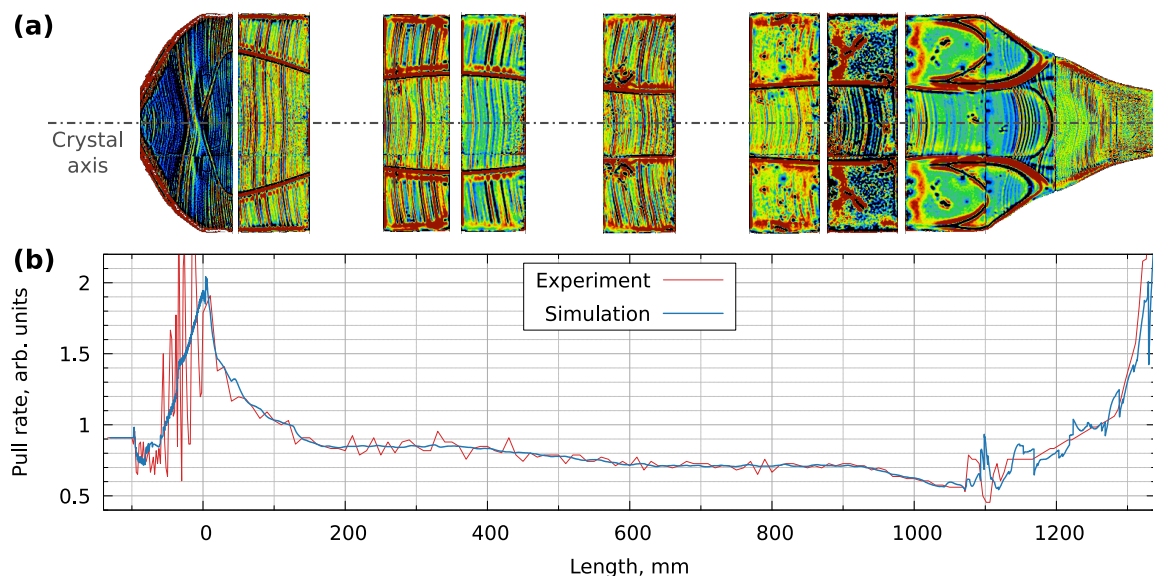 (a)
Crystal
axis
(b)
Pull rate, arb. units
2
1.5
1
0.5
Experiment
Simulation
0
200
400
600
800
1000
1200
Length, mm